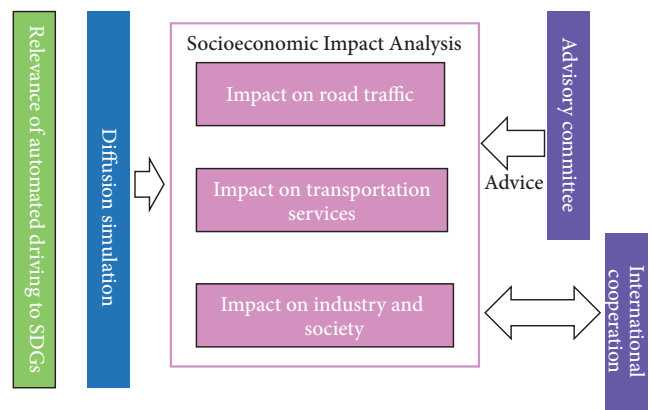 Relevance of automated driving to SDGs
Diffusion simulation
Socioeconomic Impact Analysis
Impact on road traffic
Impact on transportation
services
Impact on industry and
society
Advice
Advisory committee
International
cooperation